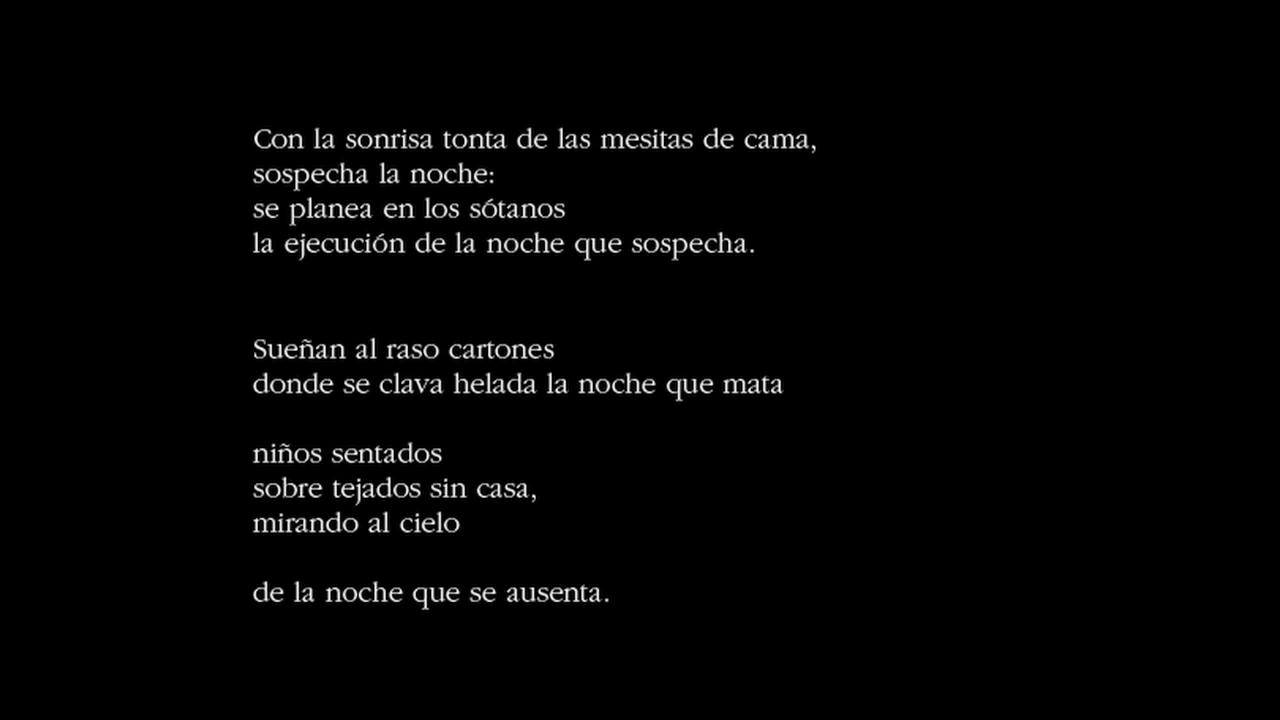 Con la sonrisa tonta de las mesitas de cama,
sospecha la noche:
se planea en los sótanos
la ejecución de la noche que sospecha.
Sueñan al raso cartones
donde se clava helada la noche que mata
niños sentados
sobre tejados sin casa,
mirando al cielo
de la noche que se ausenta.